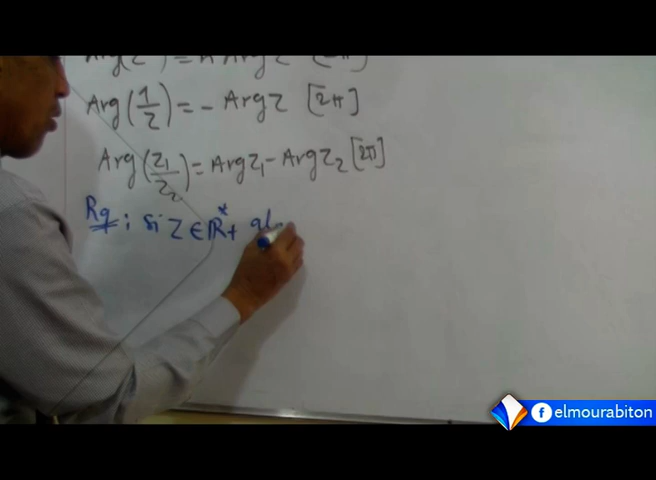 Arg(1/z) = - Arg z [2π]
Arg(z₁/z₂) = Arg z₁ - Arg z₂ [2π]
Rq : si z ∈ ℝ*+
elmourabiton